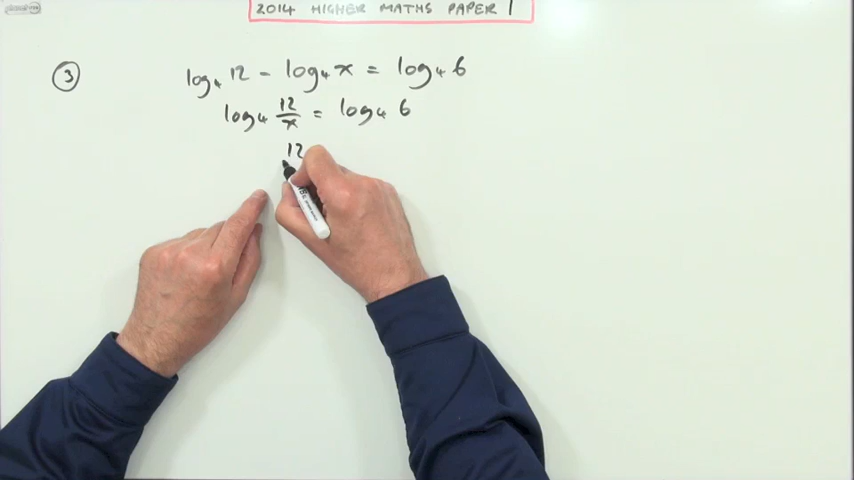 2014 HIGHER MATHS PAPER 1
3 log₄ 12 - log₄ x = log₄ 6
log₄ 12/x = log₄ 6
12